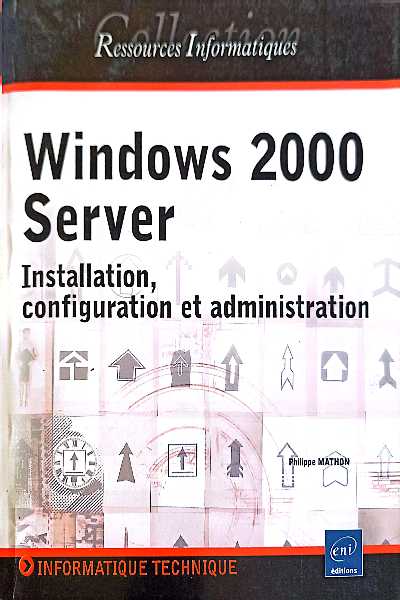 Collection
Ressources Informatiques
Windows 2000
Server
Installation,
configuration et administration
Philippe MATHON
INFORMATIQUE TECHNIQUE
eni
éditions